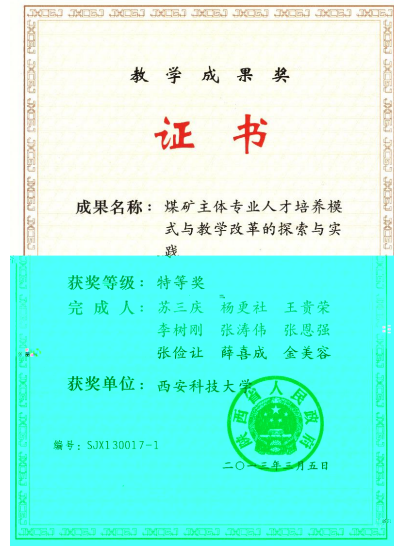 教学成果奖
证书
成果名称：煤矿主体专业人才培养模
式与教学改革的探索与实
践
获奖等级：特等奖
完成人：苏三庆 杨更社 王贵荣
李树刚 张涛伟 张恩强
张俭让 薛喜成 金美容
获奖单位：西安科技大学
陕西省人民政府
编号：SJX130017-1
二〇一三年三月五日